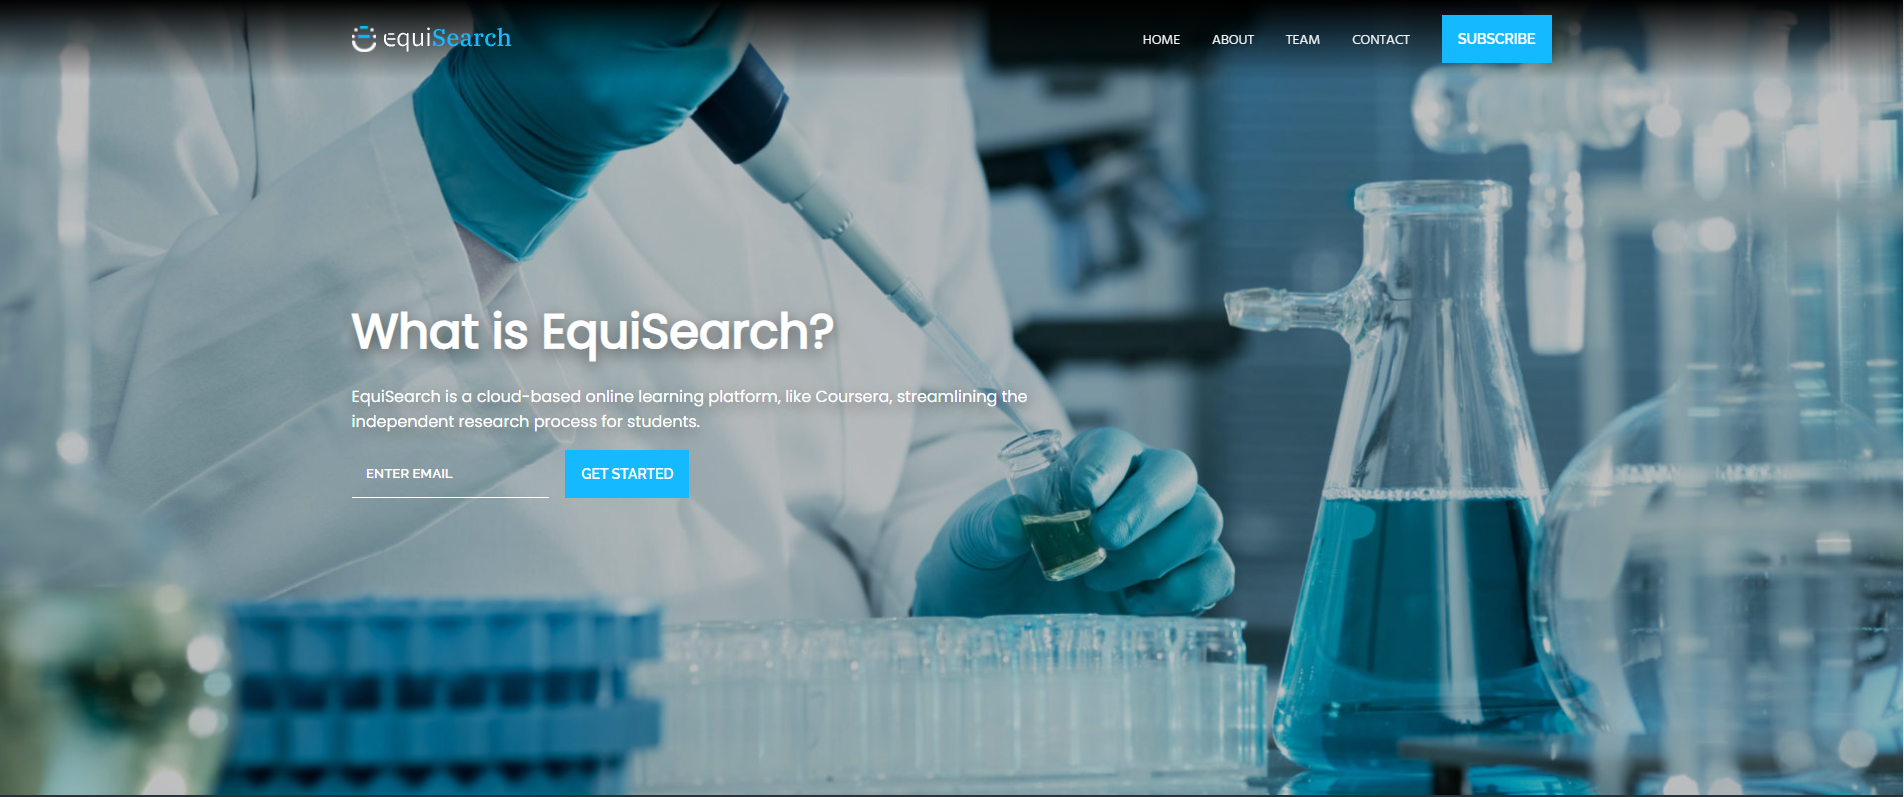 EquiSearch
HOME
ABOUT
TEAM
CONTACT
SUBSCRIBE
What is EquiSearch?
EquiSearch is a cloud-based online learning platform, like Coursera, streamlining the
independent research process for students.
ENTER EMAIL
GET STARTED